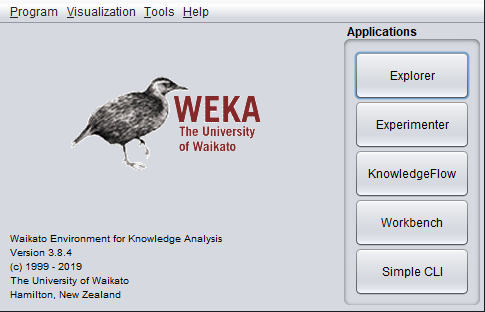 Program Visualization Tools Help
Applications
Explorer
WEKA
The University
of Waikato
Experimenter
KnowledgeFlow
Workbench
Simple CLI
Waikato Environment for Knowledge Analysis
Version 3.8.4
(c) 1999 - 2019
The University of Waikato
Hamilton, New Zealand